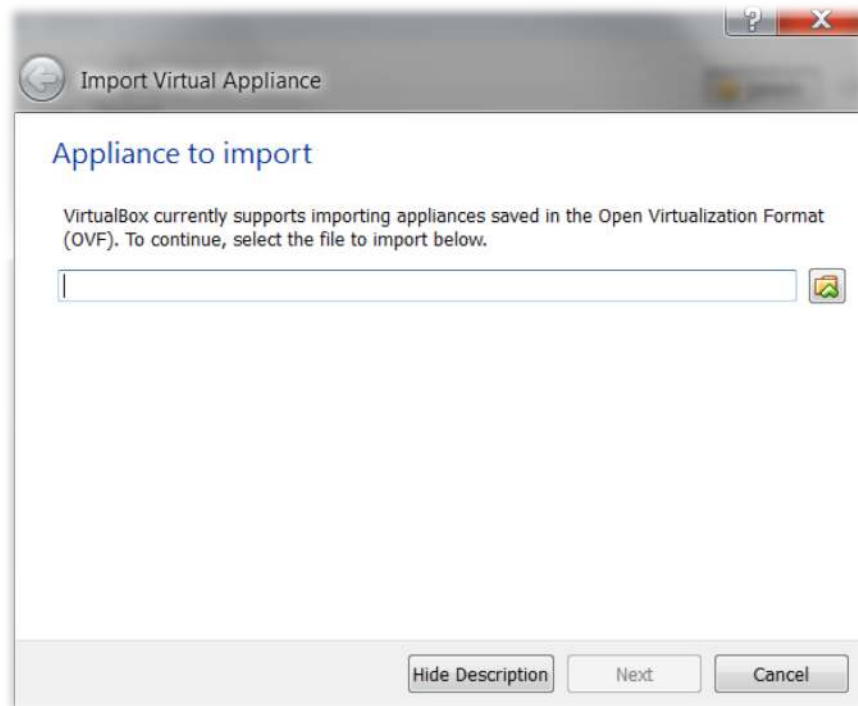 ?
X
Import Virtual Appliance
Appliance to import
VirtualBox currently supports importing appliances saved in the Open Virtualization Format
(OVF). To continue, select the file to import below.
Hide Description Next Cancel